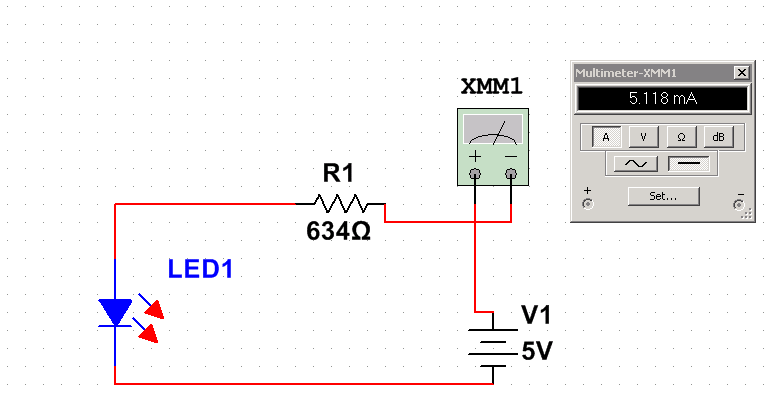 XMM1
Multimeter-XMM1
5.118 mA
A V Ω dB
+ −
R1
+ −
Set...
634Ω
LED1
V1
5V